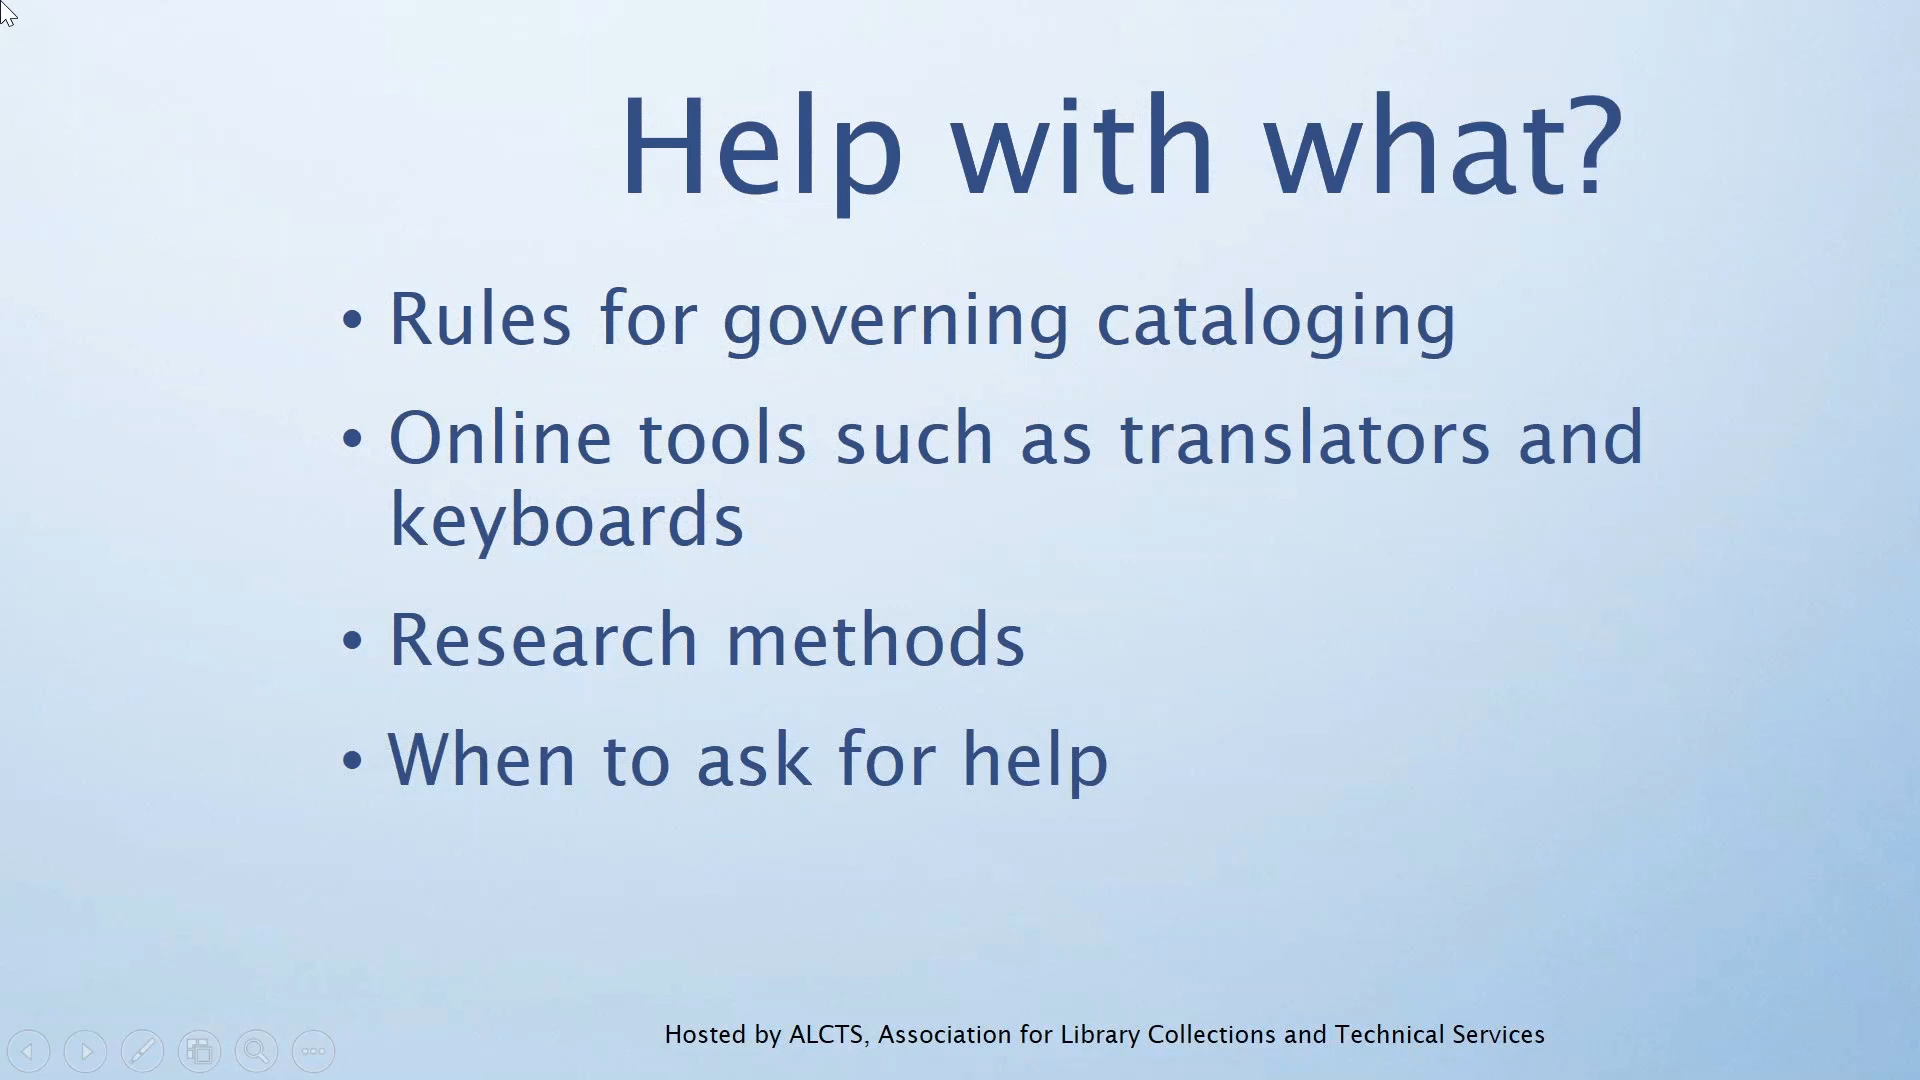 Help with what?
• Rules for governing cataloging
• Online tools such as translators and
keyboards
• Research methods
• When to ask for help
Hosted by ALCTS, Association for Library Collections and Technical Services